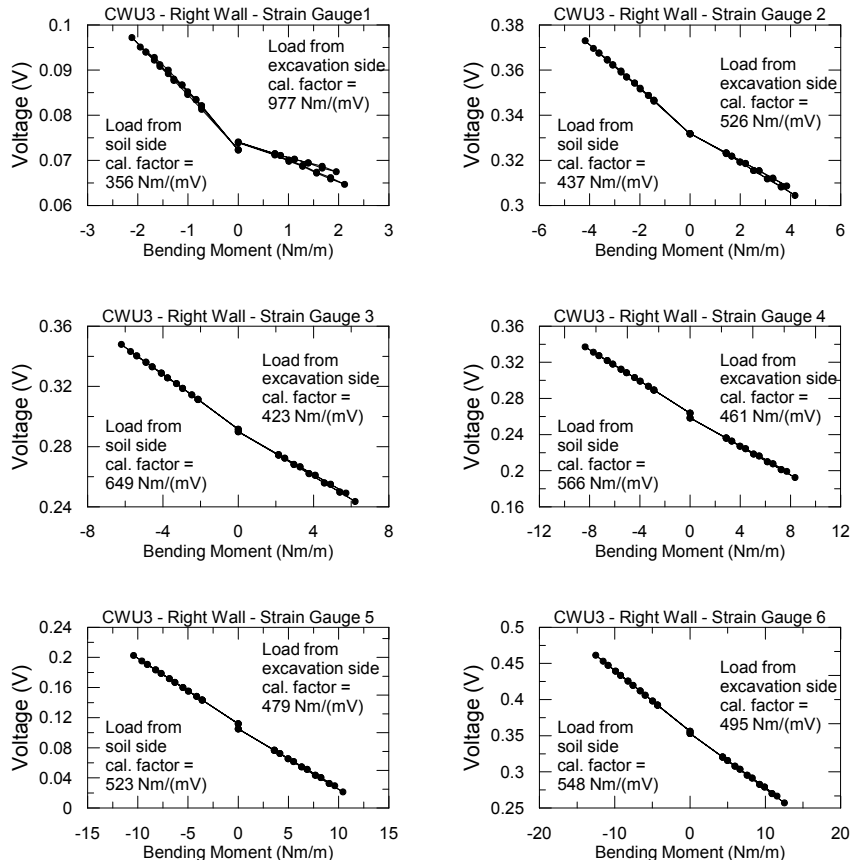 CWU3 - Right Wall - Strain Gauge1
0.1
0.09
0.08
0.07
0.06
Voltage (V)
Load from
excavation side
cal. factor =
977 Nm/(mV)
Load from
soil side
cal. factor =
356 Nm/(mV)
-3 -2 -1 0 1 2 3
Bending Moment (Nm/m)
CWU3 - Right Wall - Strain Gauge 2
0.38
0.36
0.34
0.32
0.3
Voltage (V)
Load from
excavation side
cal. factor =
526 Nm/(mV)
Load from
soil side
cal. factor =
437 Nm/(mV)
-6 -4 -2 0 2 4 6
Bending Moment (Nm/m)
CWU3 - Right Wall - Strain Gauge 3
0.36
0.32
0.28
0.24
Voltage (V)
Load from
excavation side
cal. factor =
423 Nm/(mV)
Load from
soil side
cal. factor =
649 Nm/(mV)
-8 -4 0 4 8
Bending Moment (Nm/m)
CWU3 - Right Wall - Strain Gauge 4
0.36
0.32
0.28
0.24
0.2
0.16
Voltage (V)
Load from
excavation side
cal. factor =
461 Nm/(mV)
Load from
soil side
cal. factor =
566 Nm/(mV)
-12 -8 -4 0 4 8 12
Bending Moment (Nm/m)
CWU3 - Right Wall - Strain Gauge 5
0.24
0.2
0.16
0.12
0.08
0.04
0
Voltage (V)
Load from
excavation side
cal. factor =
479 Nm/(mV)
Load from
soil side
cal. factor =
523 Nm/(mV)
-15 -10 -5 0 5 10 15
Bending Moment (Nm/m)
CWU3 - Right Wall - Strain Gauge 6
0.5
0.45
0.4
0.35
0.3
0.25
Voltage (V)
Load from
excavation side
cal. factor =
495 Nm/(mV)
Load from
soil side
cal. factor =
548 Nm/(mV)
-20 -10 0 10 20
Bending Moment (Nm/m)